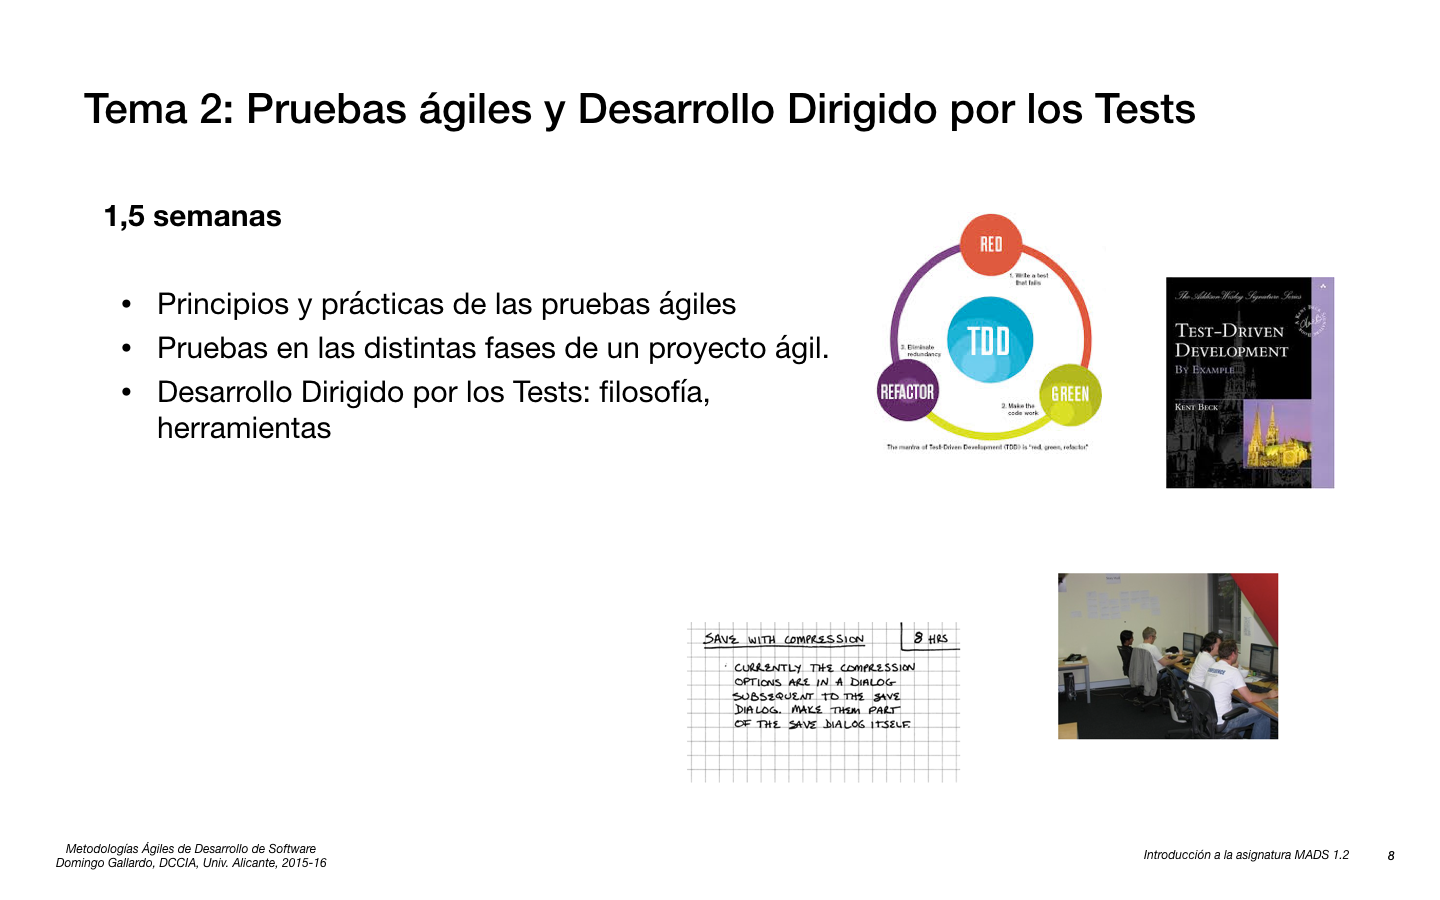 Tema 2: Pruebas ágiles y Desarrollo Dirigido por los Tests
1,5 semanas
• Principios y prácticas de las pruebas ágiles
• Pruebas en las distintas fases de un proyecto ágil.
• Desarrollo Dirigido por los Tests: filosofía,
herramientas
RED
1. Write a test
that fails
TDD
3. Eliminate
redundancy
REFACTOR
GREEN
2. Make the
code work
The mantra of Test-Driven Development (TDD) is "red, green, refactor."
The Addison Wesley Signature Series
TEST-DRIVEN
DEVELOPMENT
BY EXAMPLE
KENT BECK
SAVE WITH COMPRESSION
8 HRS
CURRENTLY THE COMPRESSION
OPTIONS ARE IN A DIALOG
SUBSEQUENT TO THE SAVE
DIALOG. MAKE THEM PART
OF THE SAVE DIALOG ITSELF.
Metodologías Ágiles de Desarrollo de Software
Domingo Gallardo, DCCIA, Univ. Alicante, 2015-16
Introducción a la asignatura MADS 1.2
8